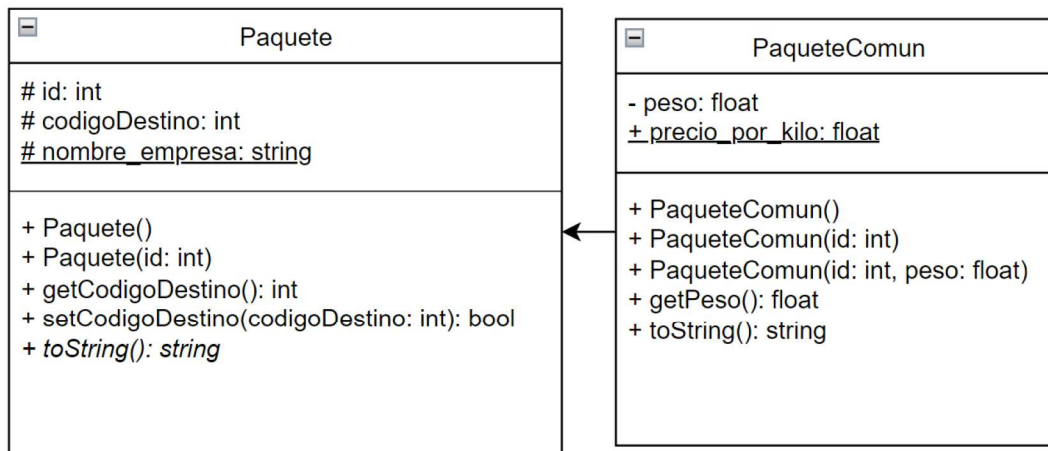 Paquete
# id: int
# codigoDestino: int
# nombre_empresa: string
+ Paquete()
+ Paquete(id: int)
+ getCodigoDestino(): int
+ setCodigoDestino(codigoDestino: int): bool
+ toString(): string
PaqueteComun
- peso: float
+ precio_por_kilo: float
+ PaqueteComun()
+ PaqueteComun(id: int)
+ PaqueteComun(id: int, peso: float)
+ getPeso(): float
+ toString(): string